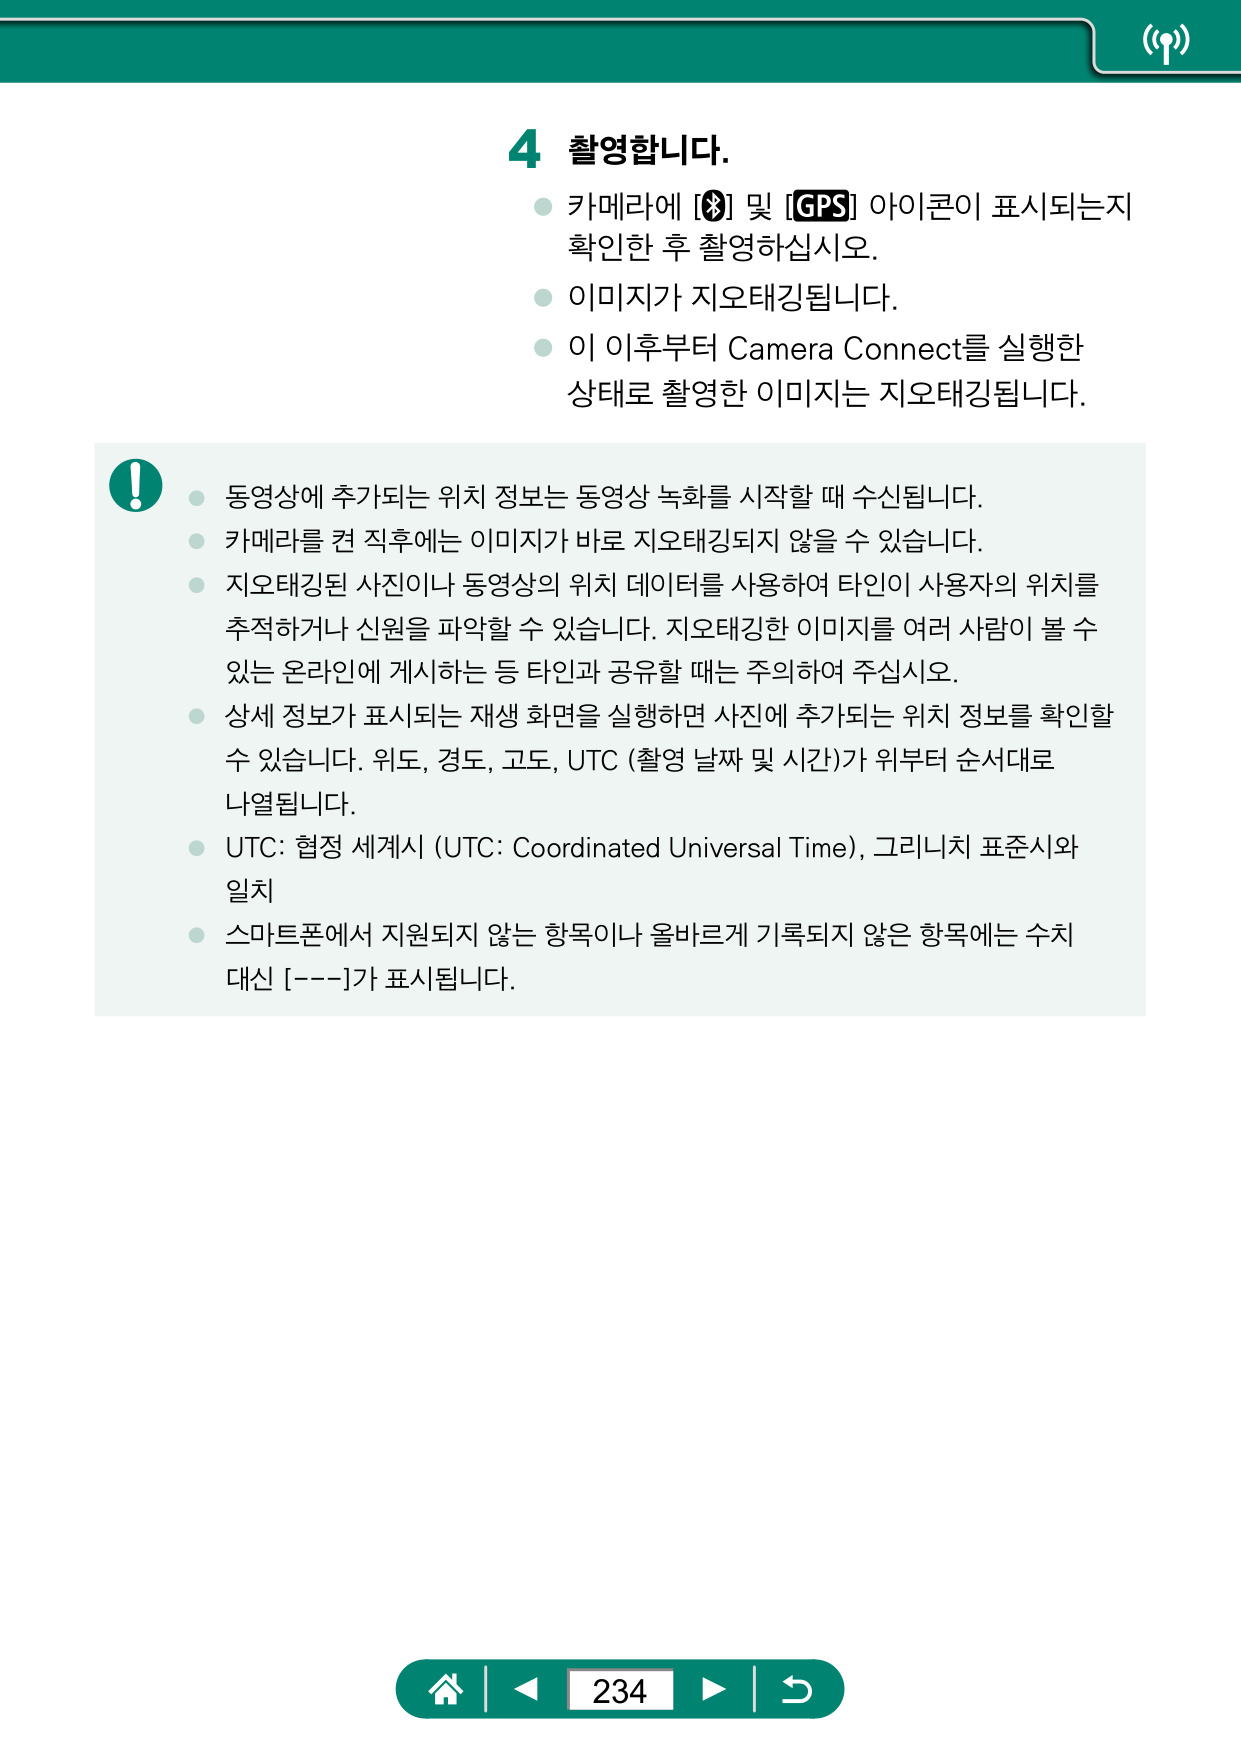 4 촬영합니다.
카메라에 [] 및 [GPS] 아이콘이 표시되는지
확인한 후 촬영하십시오.
이미지가 지오태깅됩니다.
이 이후부터 Camera Connect를 실행한
상태로 촬영한 이미지는 지오태깅됩니다.
동영상에 추가되는 위치 정보는 동영상 녹화를 시작할 때 수신됩니다.
카메라를 켠 직후에는 이미지가 바로 지오태깅되지 않을 수 있습니다.
지오태깅된 사진이나 동영상의 위치 데이터를 사용하여 타인이 사용자의 위치를
추적하거나 신원을 파악할 수 있습니다. 지오태깅한 이미지를 여러 사람이 볼 수
있는 온라인에 게시하는 등 타인과 공유할 때는 주의하여 주십시오.
상세 정보가 표시되는 재생 화면을 실행하면 사진에 추가되는 위치 정보를 확인할
수 있습니다. 위도, 경도, 고도, UTC (촬영 날짜 및 시간)가 위부터 순서대로
나열됩니다.
UTC: 협정 세계시 (UTC: Coordinated Universal Time), 그리니치 표준시와
일치
스마트폰에서 지원되지 않는 항목이나 올바르게 기록되지 않은 항목에는 수치
대신 [---]가 표시됩니다.
234